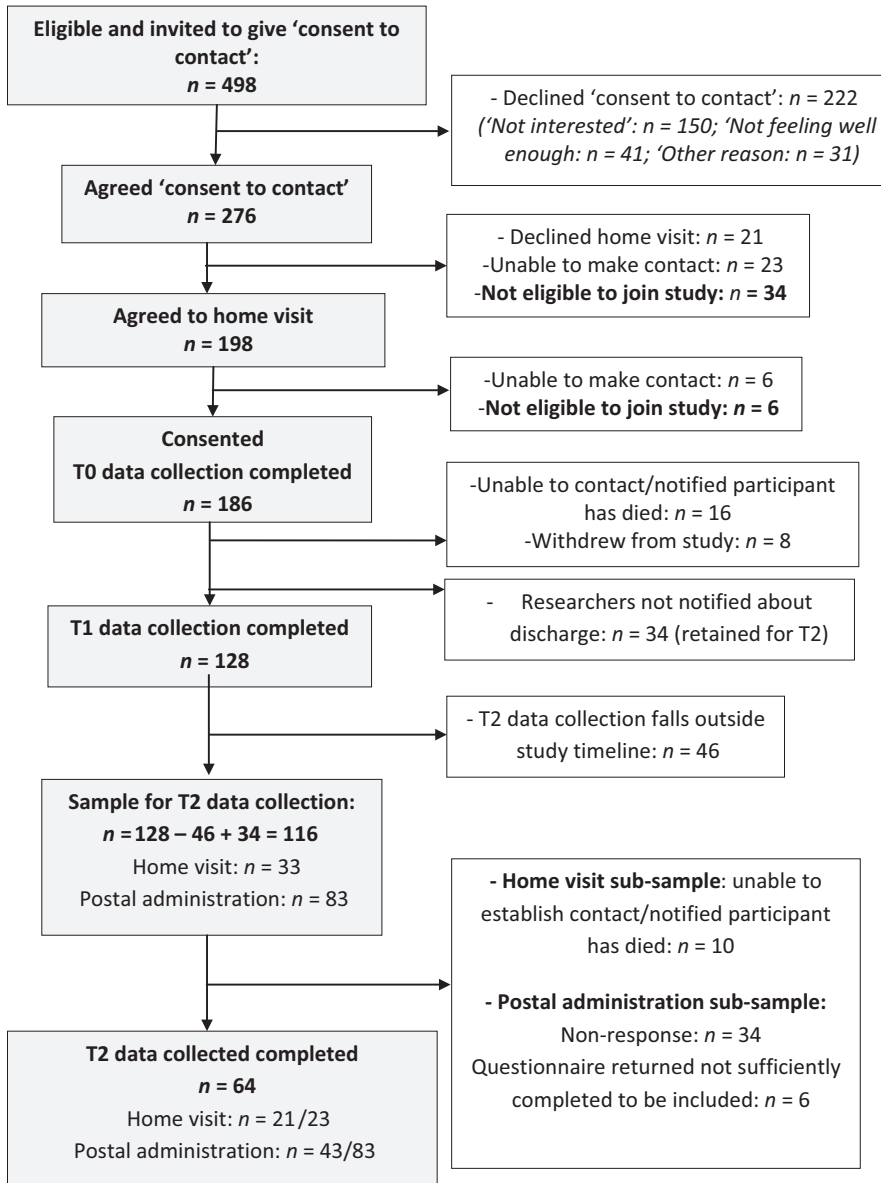 Eligible and invited to give ‘consent to
contact’:
n = 498
- Declined ‘consent to contact’: n = 222
(‘Not interested’: n = 150; ‘Not feeling well
enough: n = 41; ‘Other reason: n = 31)
Agreed ‘consent to contact’
n = 276
- Declined home visit: n = 21
-Unable to make contact: n = 23
-Not eligible to join study: n = 34
Agreed to home visit
n = 198
-Unable to make contact: n = 6
-Not eligible to join study: n = 6
Consented
T0 data collection completed
n = 186
-Unable to contact/notified participant
has died: n = 16
-Withdrew from study: n = 8
- Researchers not notified about
discharge: n = 34 (retained for T2)
T1 data collection completed
n = 128
- T2 data collection falls outside
study timeline: n = 46
Sample for T2 data collection:
n = 128 – 46 + 34 = 116
Home visit: n = 33
Postal administration: n = 83
- Home visit sub-sample: unable to
establish contact/notified participant
has died: n = 10
- Postal administration sub-sample:
Non-response: n = 34
Questionnaire returned not sufficiently
completed to be included: n = 6
T2 data collected completed
n = 64
Home visit: n = 21/23
Postal administration: n = 43/83